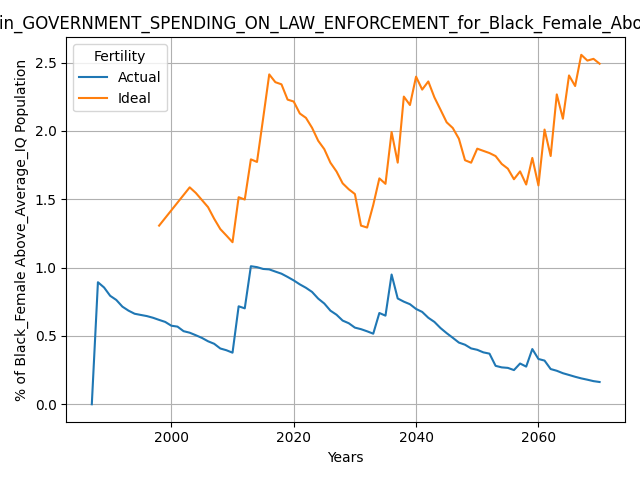 in_GOVERNMENT_SPENDING_ON_LAW_ENFORCEMENT_for_Black_Female_Abo
Fertility
Actual
Ideal
% of Black_Female Above_Average_IQ Population
2.5
2.0
1.5
1.0
0.5
0.0
2000 2020 2040 2060
Years